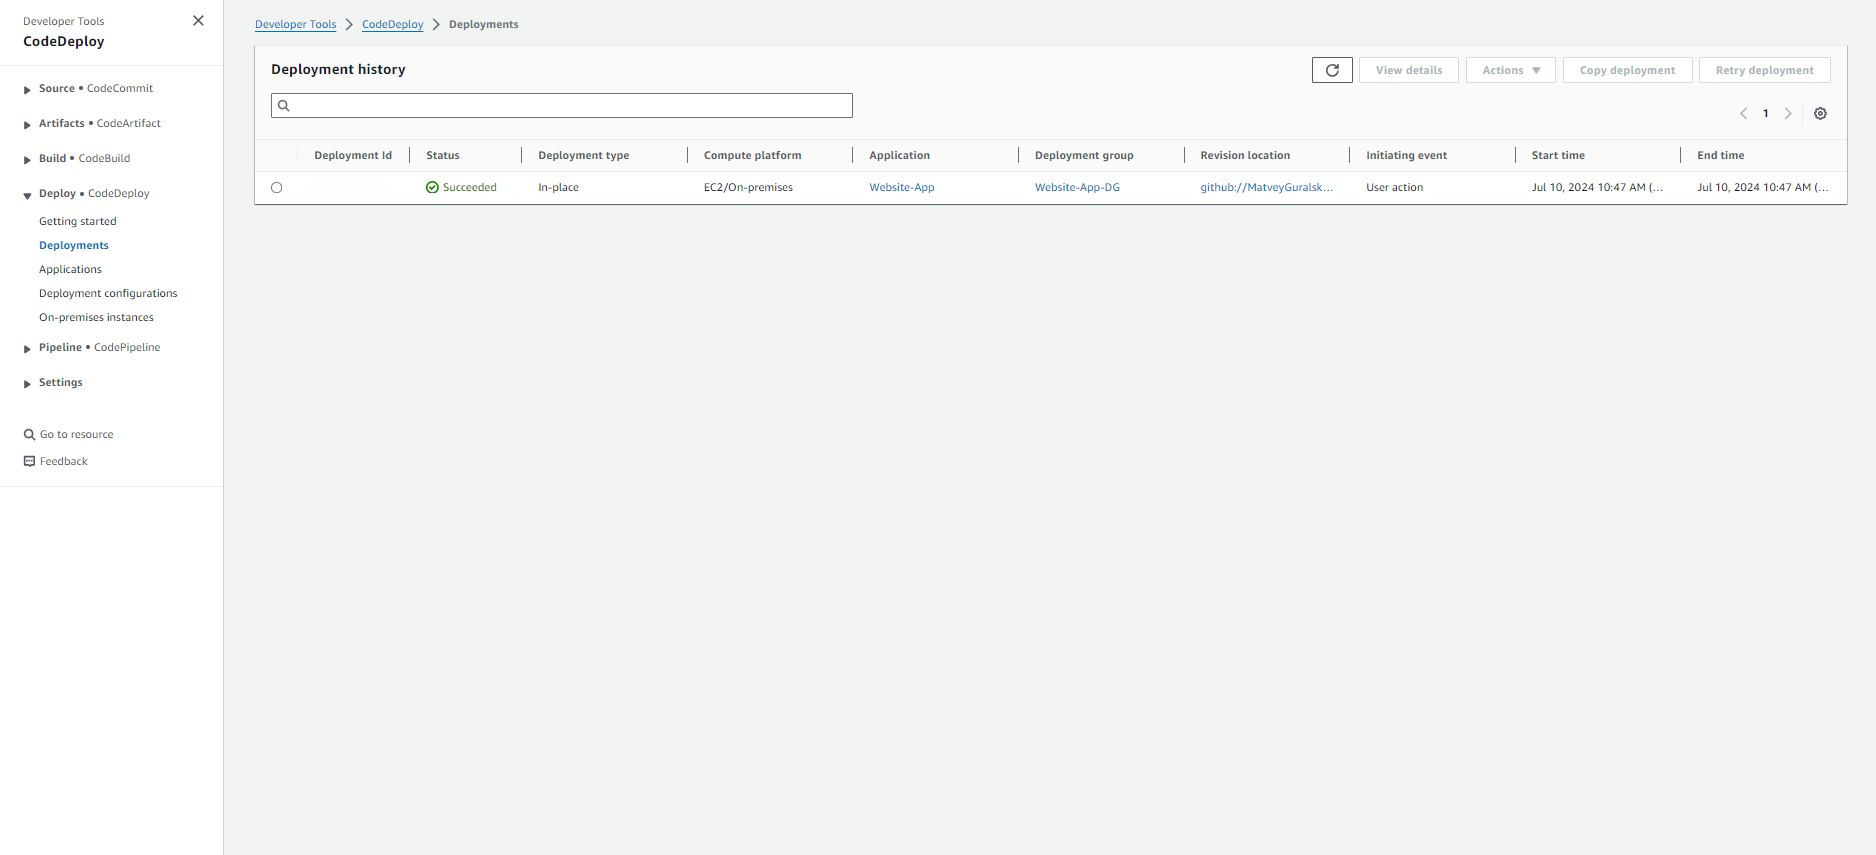 Developer Tools
CodeDeploy
Source • CodeCommit
Artifacts • CodeArtifact
Build • CodeBuild
Deploy • CodeDeploy
Getting started
Deployments
Applications
Deployment configurations
On-premises instances
Pipeline • CodePipeline
Settings
Go to resource
Feedback
Developer Tools > CodeDeploy > Deployments
Deployment history
View details Actions Copy deployment Retry deployment
1
Deployment Id Status Deployment type Compute platform Application Deployment group Revision location Initiating event Start time End time
Succeeded In-place EC2/On-premises Website-App Website-App-DG github://MatveyGuralsk... User action Jul 10, 2024 10:47 AM (... Jul 10, 2024 10:47 AM (...